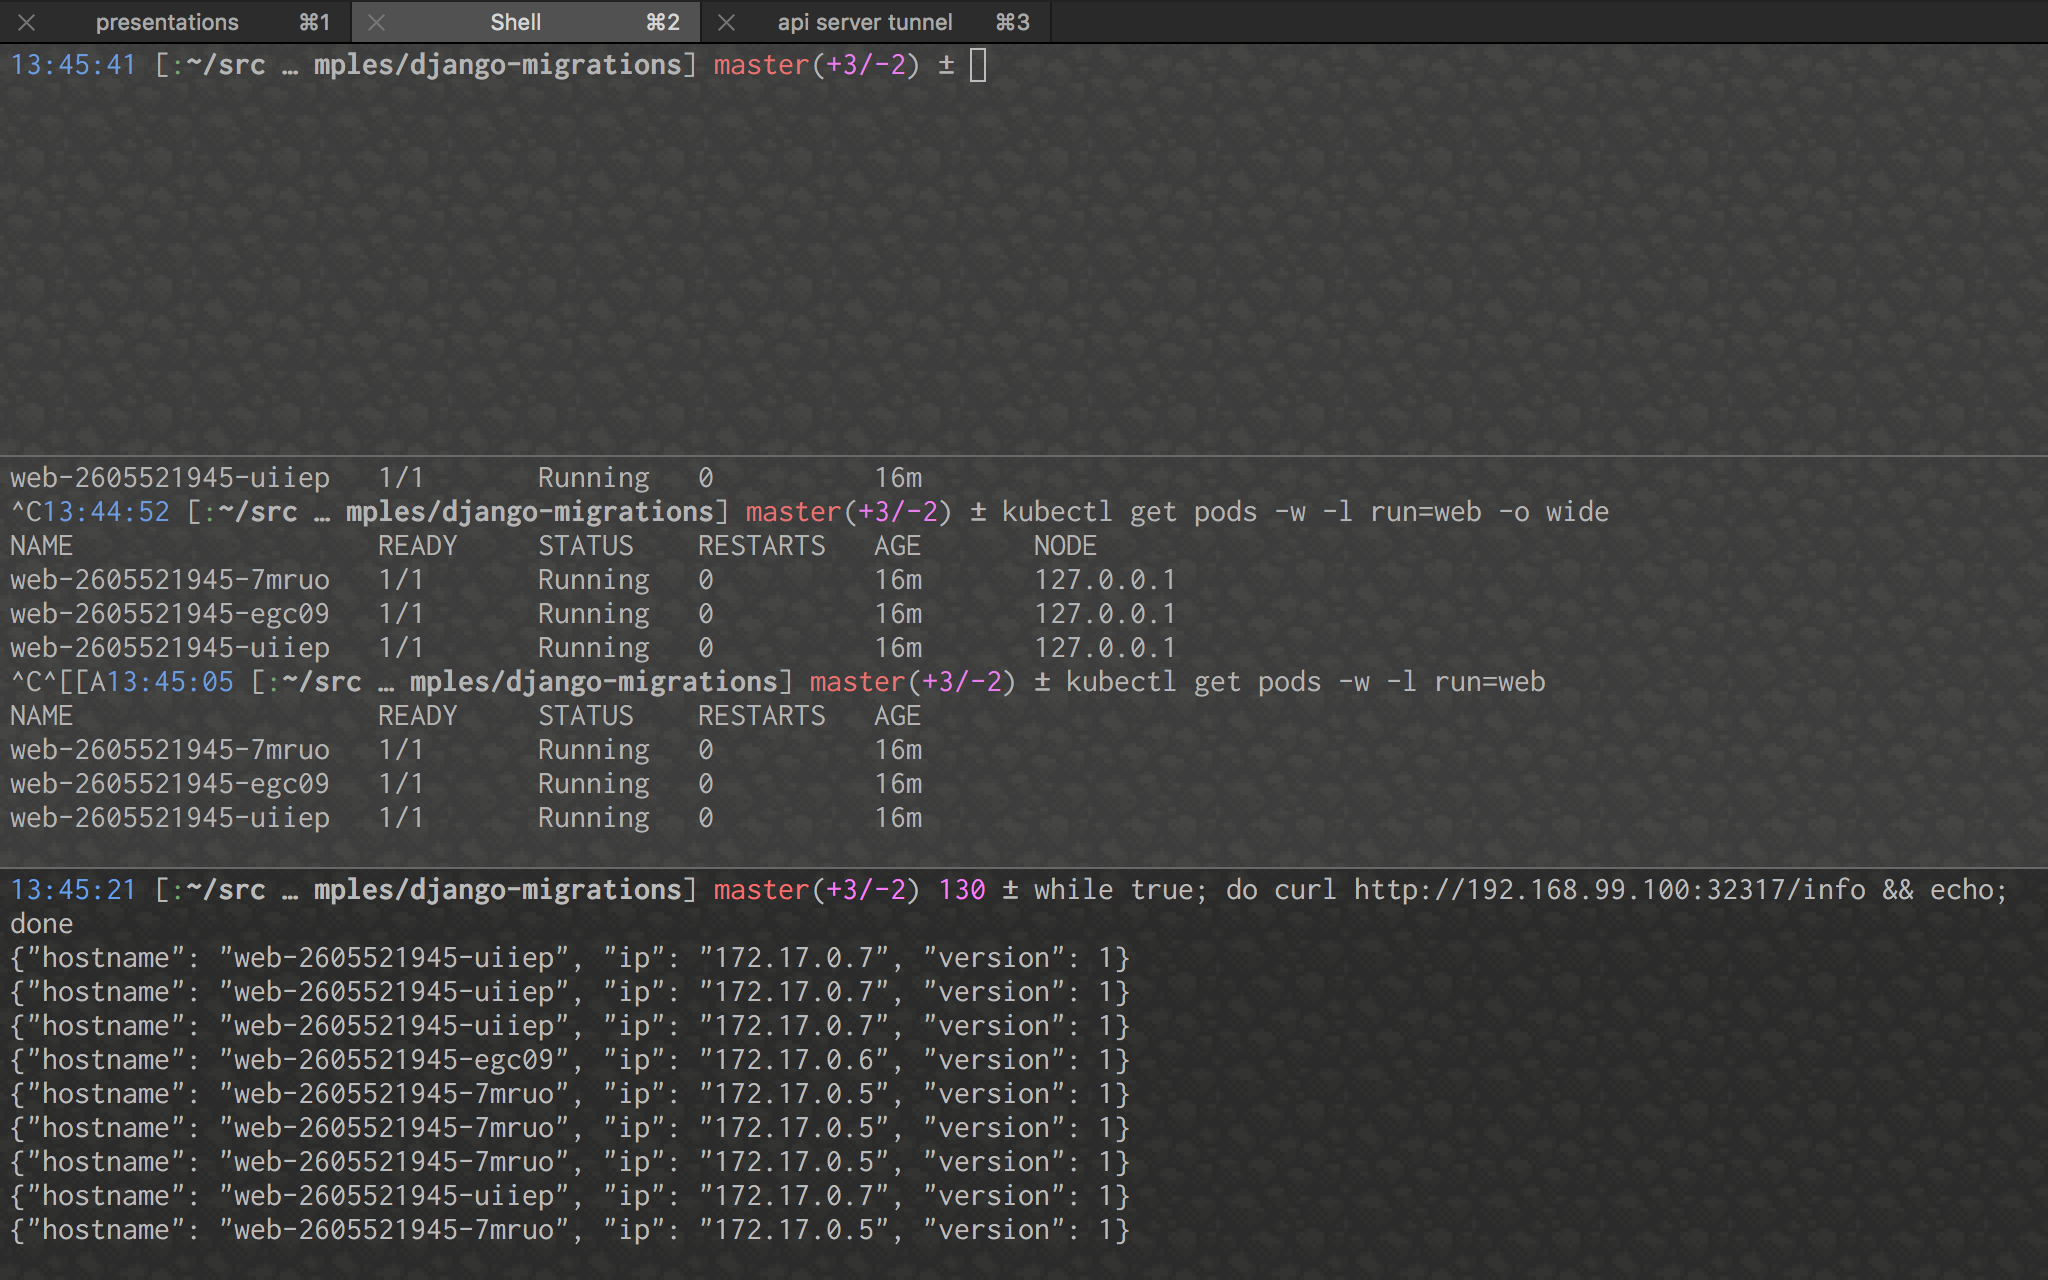 presentations ⌘1 Shell ⌘2 api server tunnel ⌘3
13:45:41 [:~/src … mples/django-migrations] master(+3/-2) ±
web-2605521945-uiiep 1/1 Running 0 16m
^C13:44:52 [:~/src … mples/django-migrations] master(+3/-2) ± kubectl get pods -w -l run=web -o wide
NAME READY STATUS RESTARTS AGE NODE
web-2605521945-7mruo 1/1 Running 0 16m 127.0.0.1
web-2605521945-egc09 1/1 Running 0 16m 127.0.0.1
web-2605521945-uiiep 1/1 Running 0 16m 127.0.0.1
^C^[[A13:45:05 [:~/src … mples/django-migrations] master(+3/-2) ± kubectl get pods -w -l run=web
NAME READY STATUS RESTARTS AGE
web-2605521945-7mruo 1/1 Running 0 16m
web-2605521945-egc09 1/1 Running 0 16m
web-2605521945-uiiep 1/1 Running 0 16m
13:45:21 [:~/src … mples/django-migrations] master(+3/-2) 130 ± while true; do curl http://192.168.99.100:32317/info && echo;
done
{"hostname": "web-2605521945-uiiep", "ip": "172.17.0.7", "version": 1}
{"hostname": "web-2605521945-uiiep", "ip": "172.17.0.7", "version": 1}
{"hostname": "web-2605521945-uiiep", "ip": "172.17.0.7", "version": 1}
{"hostname": "web-2605521945-egc09", "ip": "172.17.0.6", "version": 1}
{"hostname": "web-2605521945-7mruo", "ip": "172.17.0.5", "version": 1}
{"hostname": "web-2605521945-7mruo", "ip": "172.17.0.5", "version": 1}
{"hostname": "web-2605521945-7mruo", "ip": "172.17.0.5", "version": 1}
{"hostname": "web-2605521945-uiiep", "ip": "172.17.0.7", "version": 1}
{"hostname": "web-2605521945-7mruo", "ip": "172.17.0.5", "version": 1}